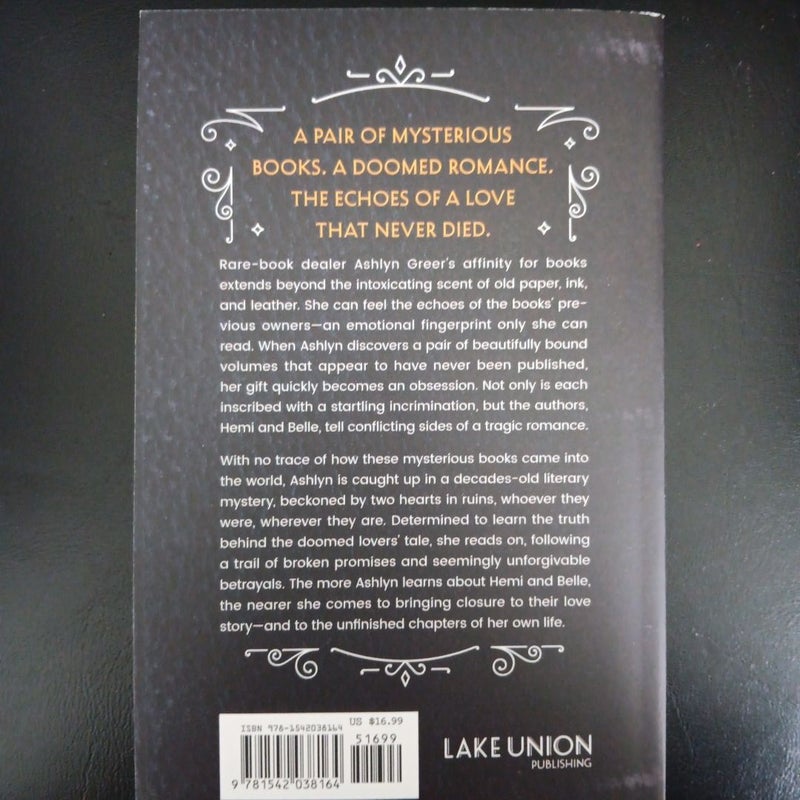 A PAIR OF MYSTERIOUS
BOOKS. A DOOMED ROMANCE.
THE ECHOES OF A LOVE
THAT NEVER DIED.
Rare-book dealer Ashlyn Greer's affinity for books
extends beyond the intoxicating scent of old paper, ink,
and leather. She can feel the echoes of the books' pre-
vious owners—an emotional fingerprint only she can
read. When Ashlyn discovers a pair of beautifully bound
volumes that appear to have never been published,
her gift quickly becomes an obsession. Not only is each
inscribed with a startling incrimination, but the authors,
Hemi and Belle, tell conflicting sides of a tragic romance.
With no trace of how these mysterious books came into
the world, Ashlyn is caught up in a decades-old literary
mystery, beckoned by two hearts in ruins, whoever they
were, wherever they are. Determined to learn the truth
behind the doomed lovers' tale, she reads on, following
a trail of broken promises and seemingly unforgivable
betrayals. The more Ashlyn learns about Hemi and Belle,
the nearer she comes to bringing closure to their love
story—and to the unfinished chapters of her own life.
ISBN 978-1542038164 US $16.99
51699
9 781542 038164
LAKE UNION
PUBLISHING